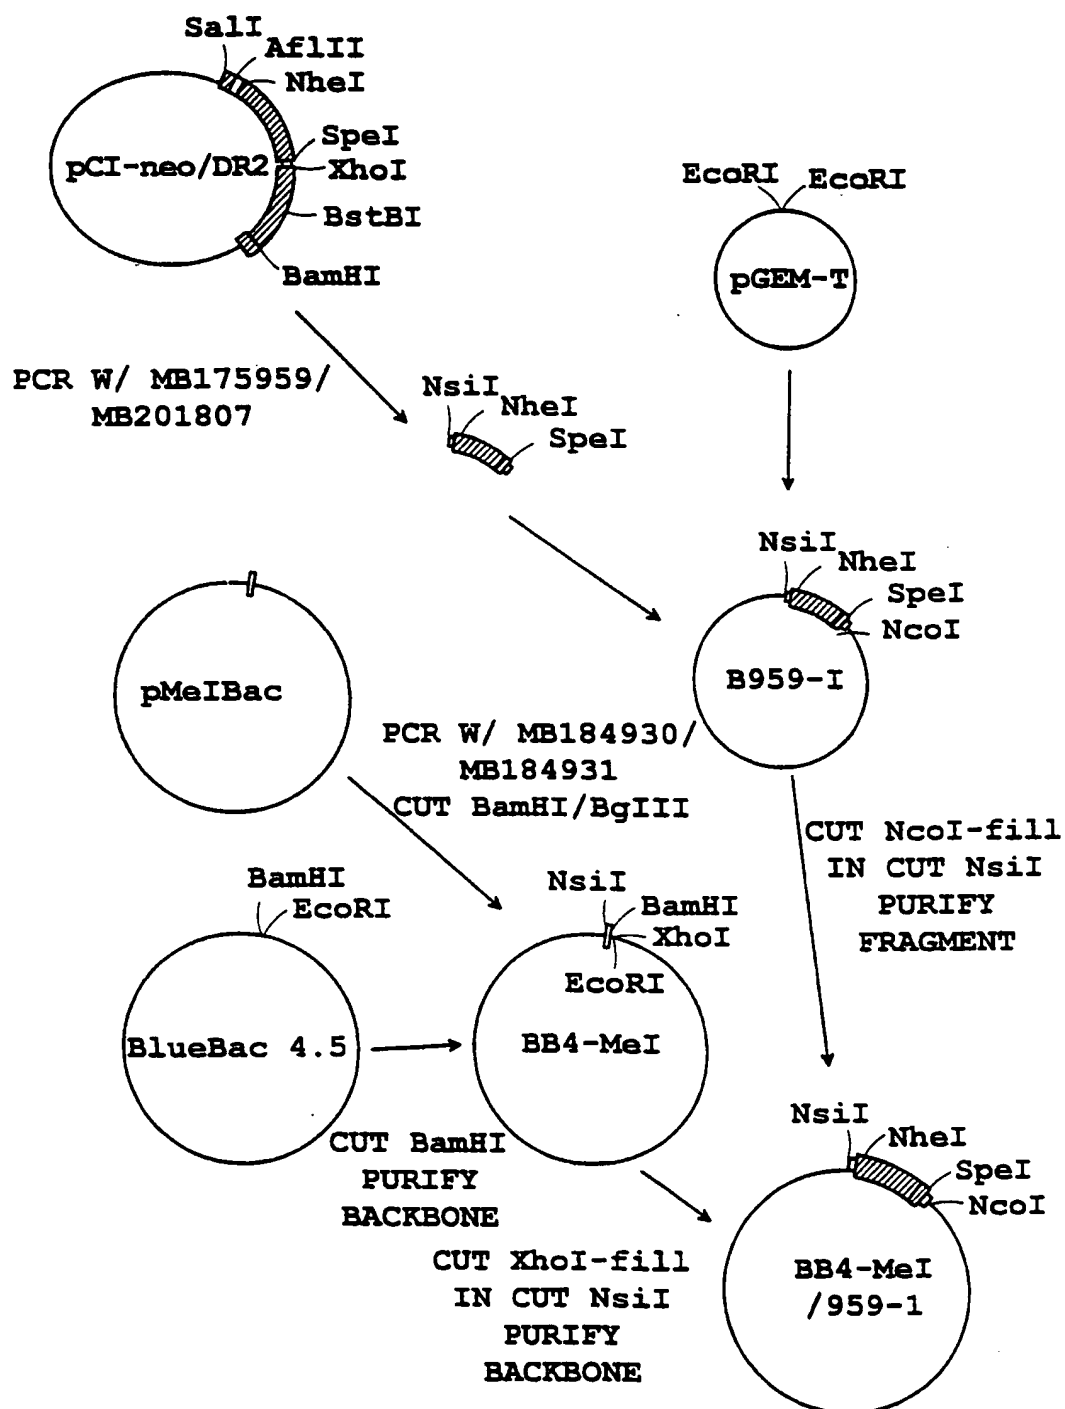 SalI
AflII
NheI
SpeI
pCI-neo/DR2
XhoI
BstBI
BamHI
EcoRI
EcoRI
pGEM-T
PCR W/ MB175959/
MB201807
NsiI
NheI
SpeI
NsiI
NheI
SpeI
NcoI
B959-I
pMeIBac
PCR W/ MB184930/
MB184931
CUT BamHI/BgIII
CUT NcoI-fill
IN CUT NsiI
PURIFY
FRAGMENT
BamHI
EcoRI
BlueBac 4.5
NsiI
BamHI
XhoI
EcoRI
BB4-MeI
CUT BamHI
PURIFY
BACKBONE
NsiI
NheI
SpeI
NcoI
BB4-MeI
/959-1
CUT XhoI-fill
IN CUT NsiI
PURIFY
BACKBONE